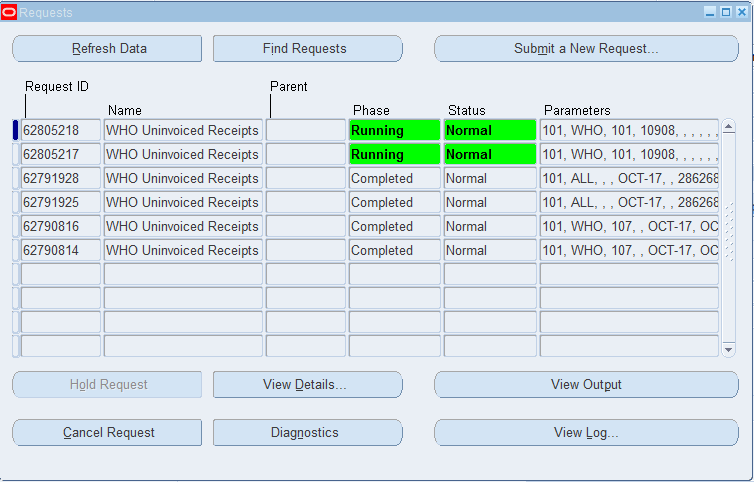 Requests
Refresh Data Find Requests Submit a New Request...
Request ID Parent
Name Phase Status Parameters
62805218 WHO Uninvoiced Receipts Running Normal 101, WHO, 101, 10908, , , , , ,
62805217 WHO Uninvoiced Receipts Running Normal 101, WHO, 101, 10908, , , , , ,
62791928 WHO Uninvoiced Receipts Completed Normal 101, ALL, , , OCT-17, , 286268
62791925 WHO Uninvoiced Receipts Completed Normal 101, ALL, , , OCT-17, , 286268
62790816 WHO Uninvoiced Receipts Completed Normal 101, WHO, 107, , OCT-17, OC
62790814 WHO Uninvoiced Receipts Completed Normal 101, WHO, 107, , OCT-17, OC
Hold Request View Details... View Output
Cancel Request Diagnostics View Log...